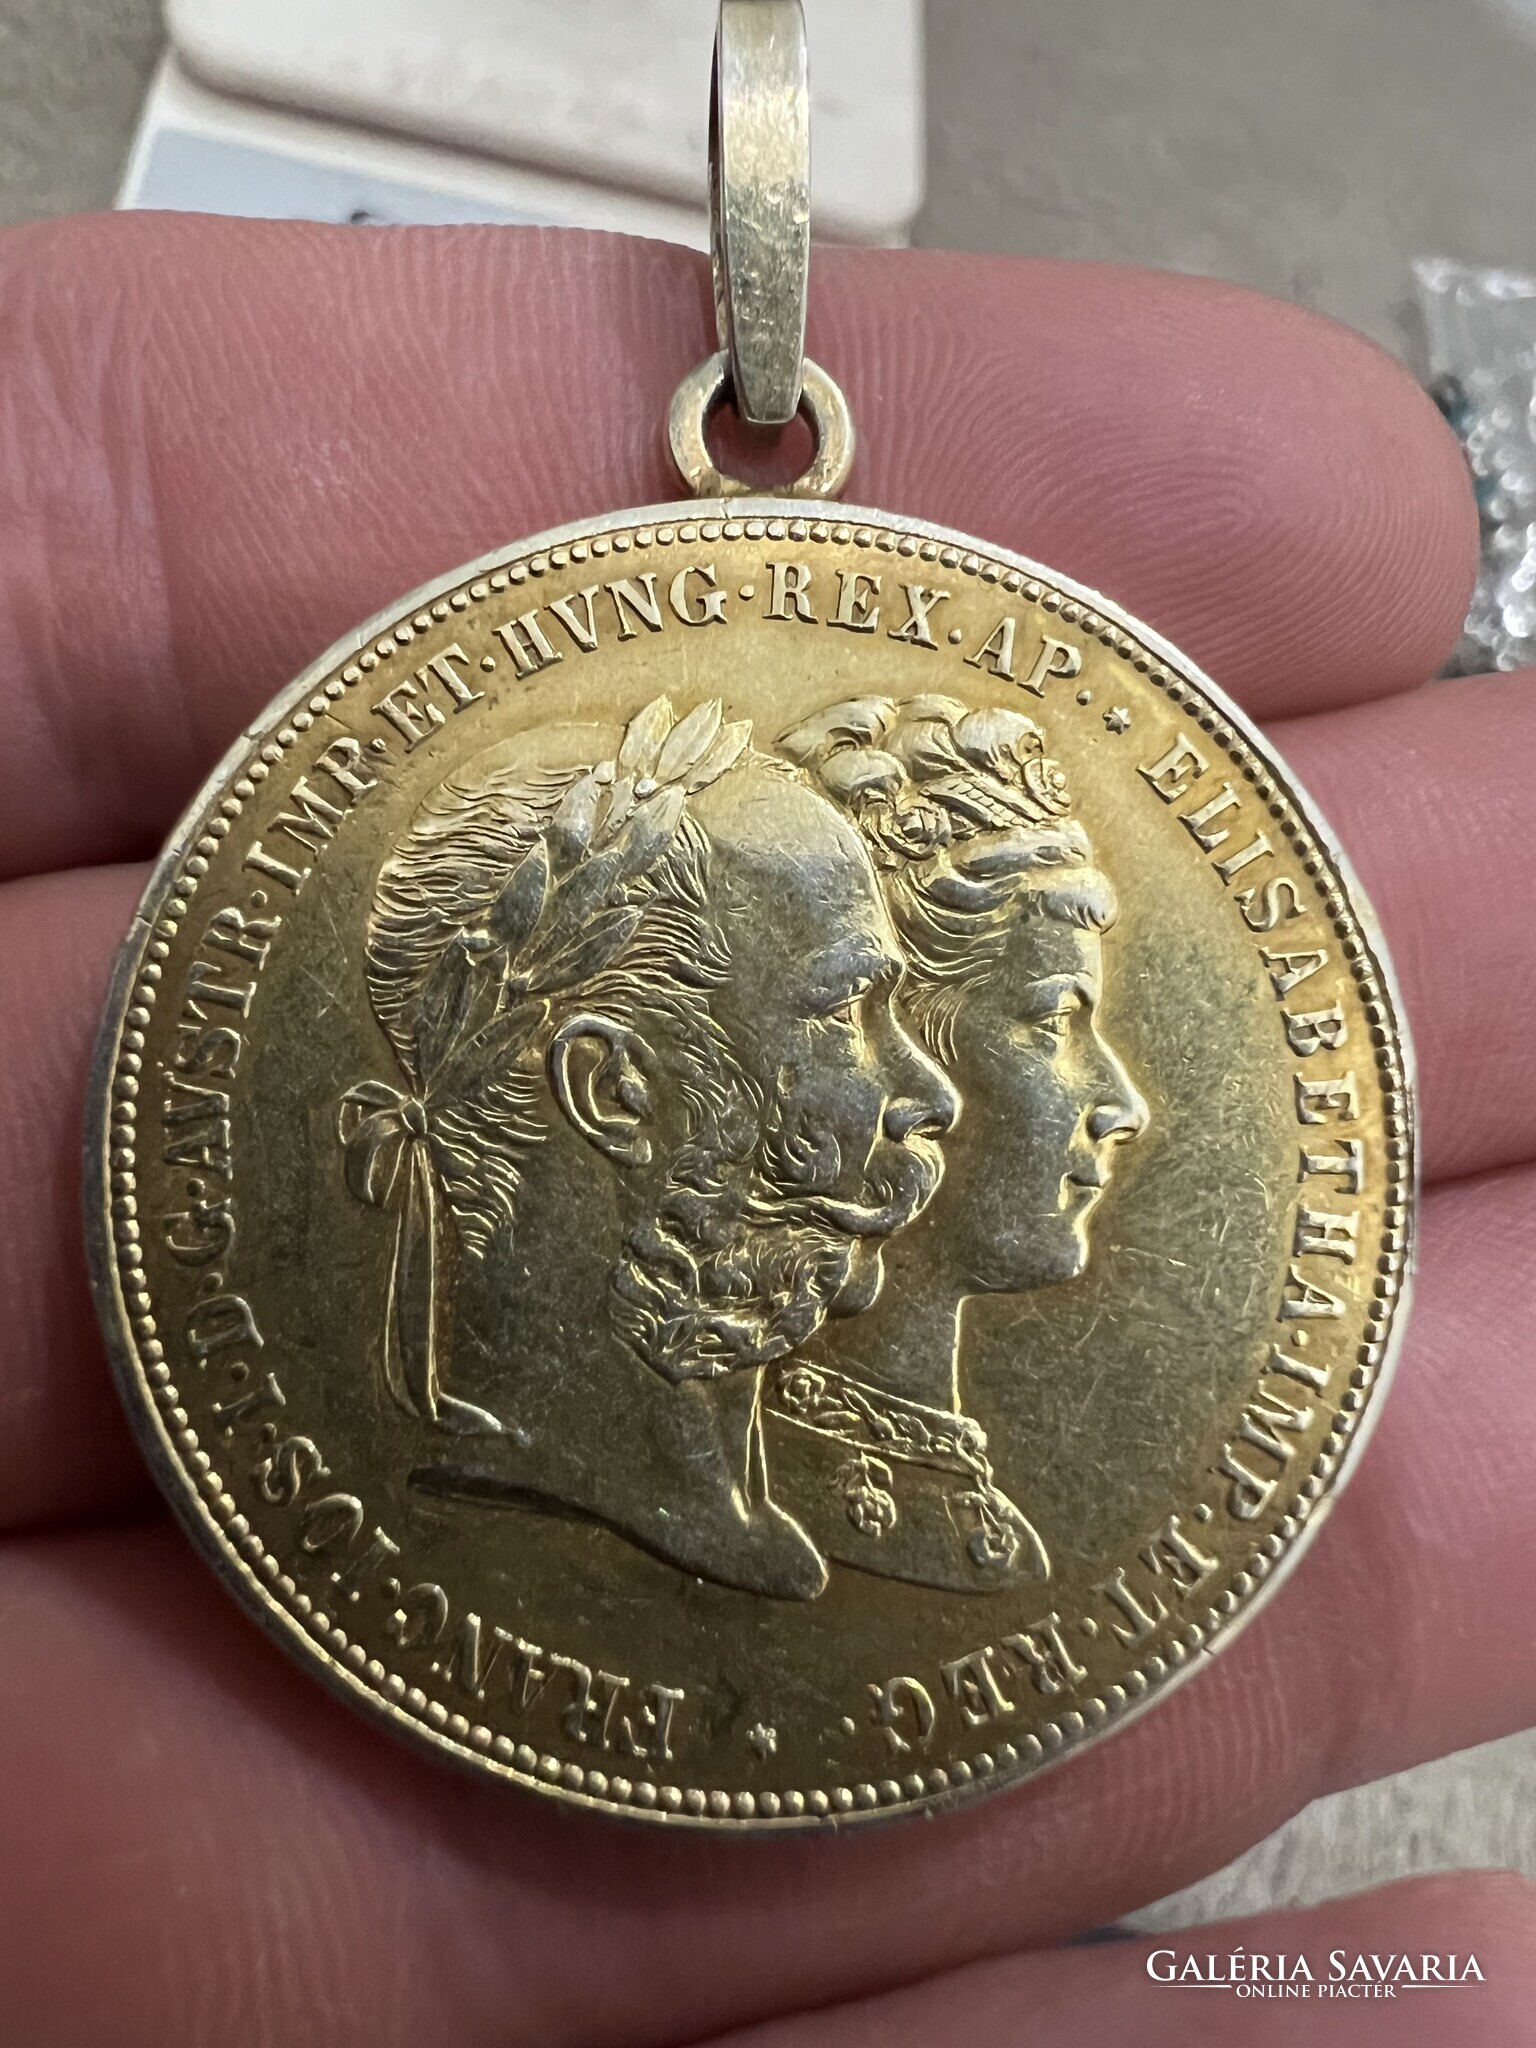 FRANC·IOS·I·D·G·AVSTR·IMP·ET·HVNG·REX·AP·*ELISABETHA·IMP·ET·REG·*
GALÉRIA SAVARIA
ONLINE PIACTÉR